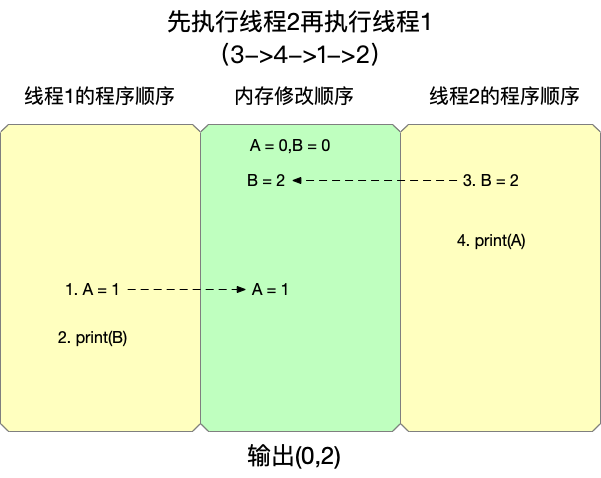 先执行线程2再执行线程1
（3->4->1->2）
线程1的程序顺序
内存修改顺序
线程2的程序顺序
A = 0,B = 0
B = 2
3. B = 2
4. print(A)
1. A = 1
A = 1
2. print(B)
输出(0,2)